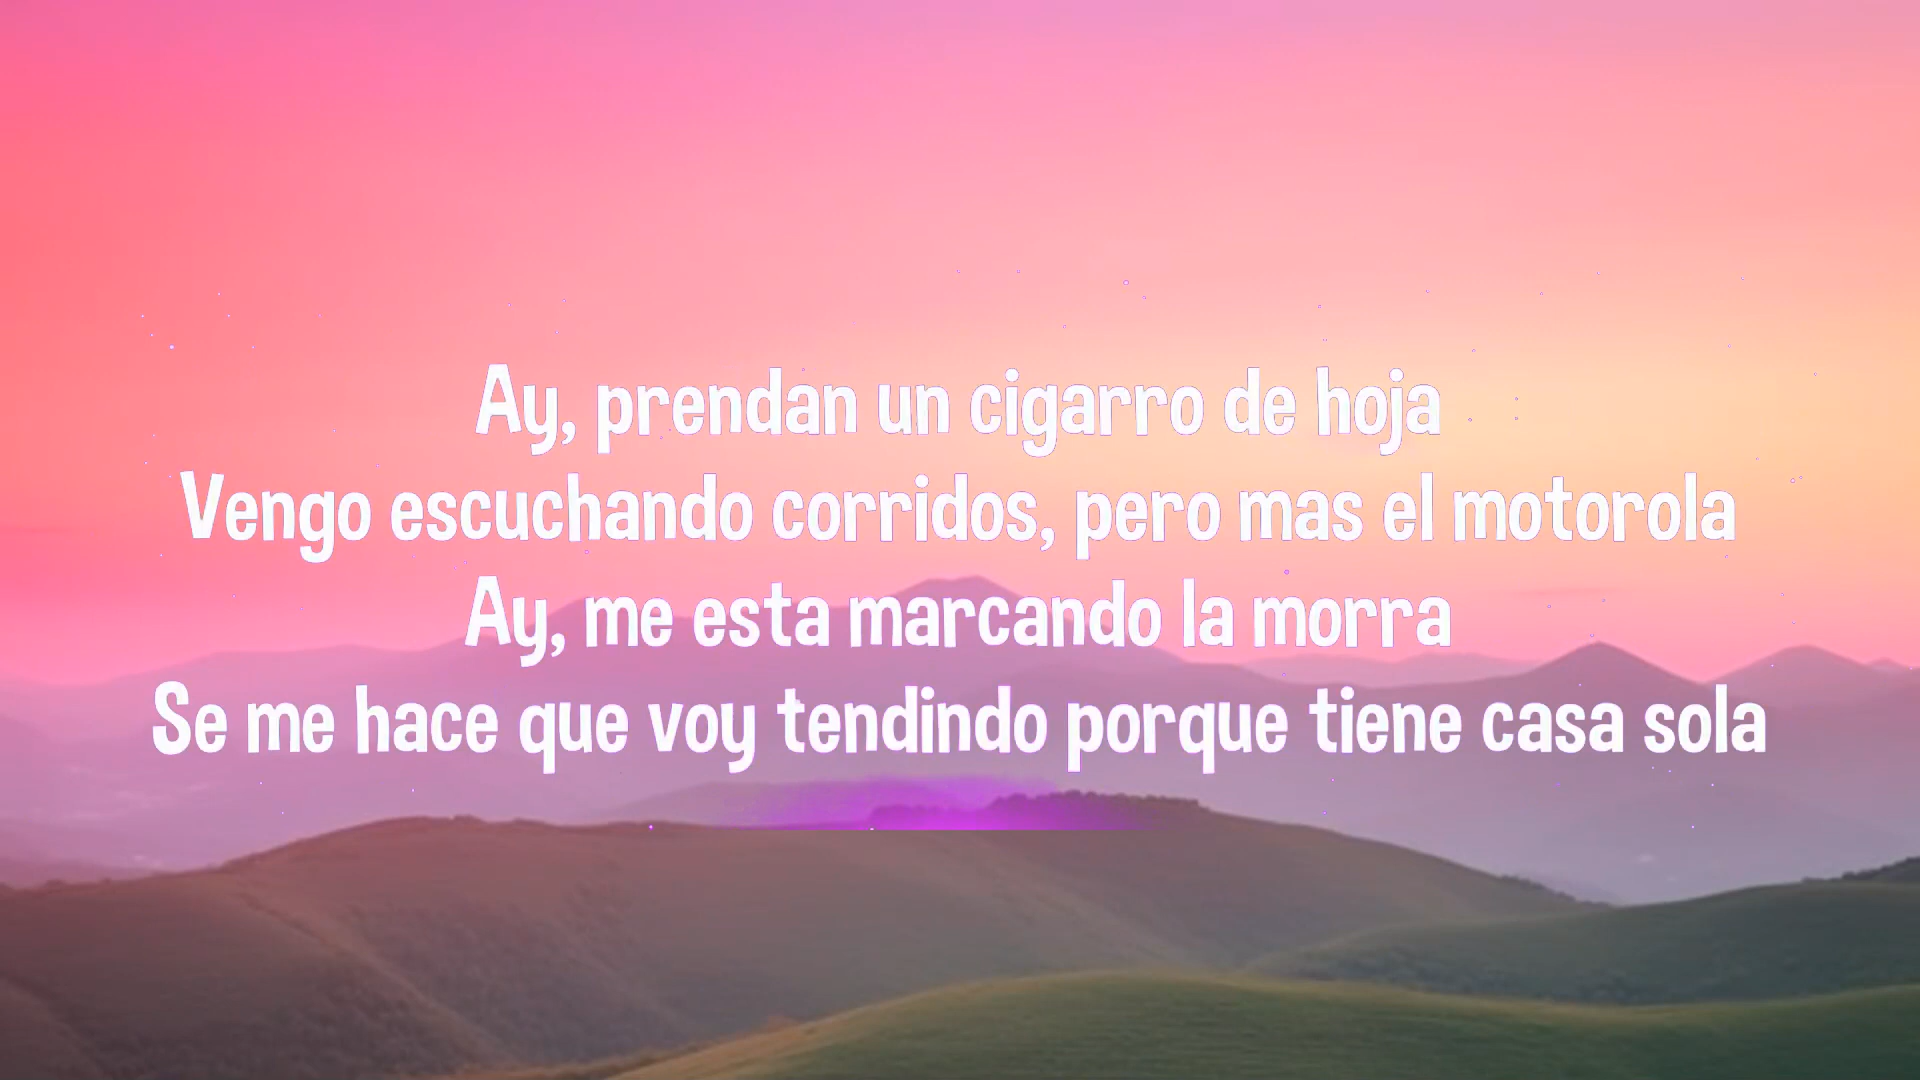 Ay, prendan un cigarro de hoja
Vengo escuchando corridos, pero mas el motorola
Ay, me esta marcando la morra
Se me hace que voy tendindo porque tiene casa sola